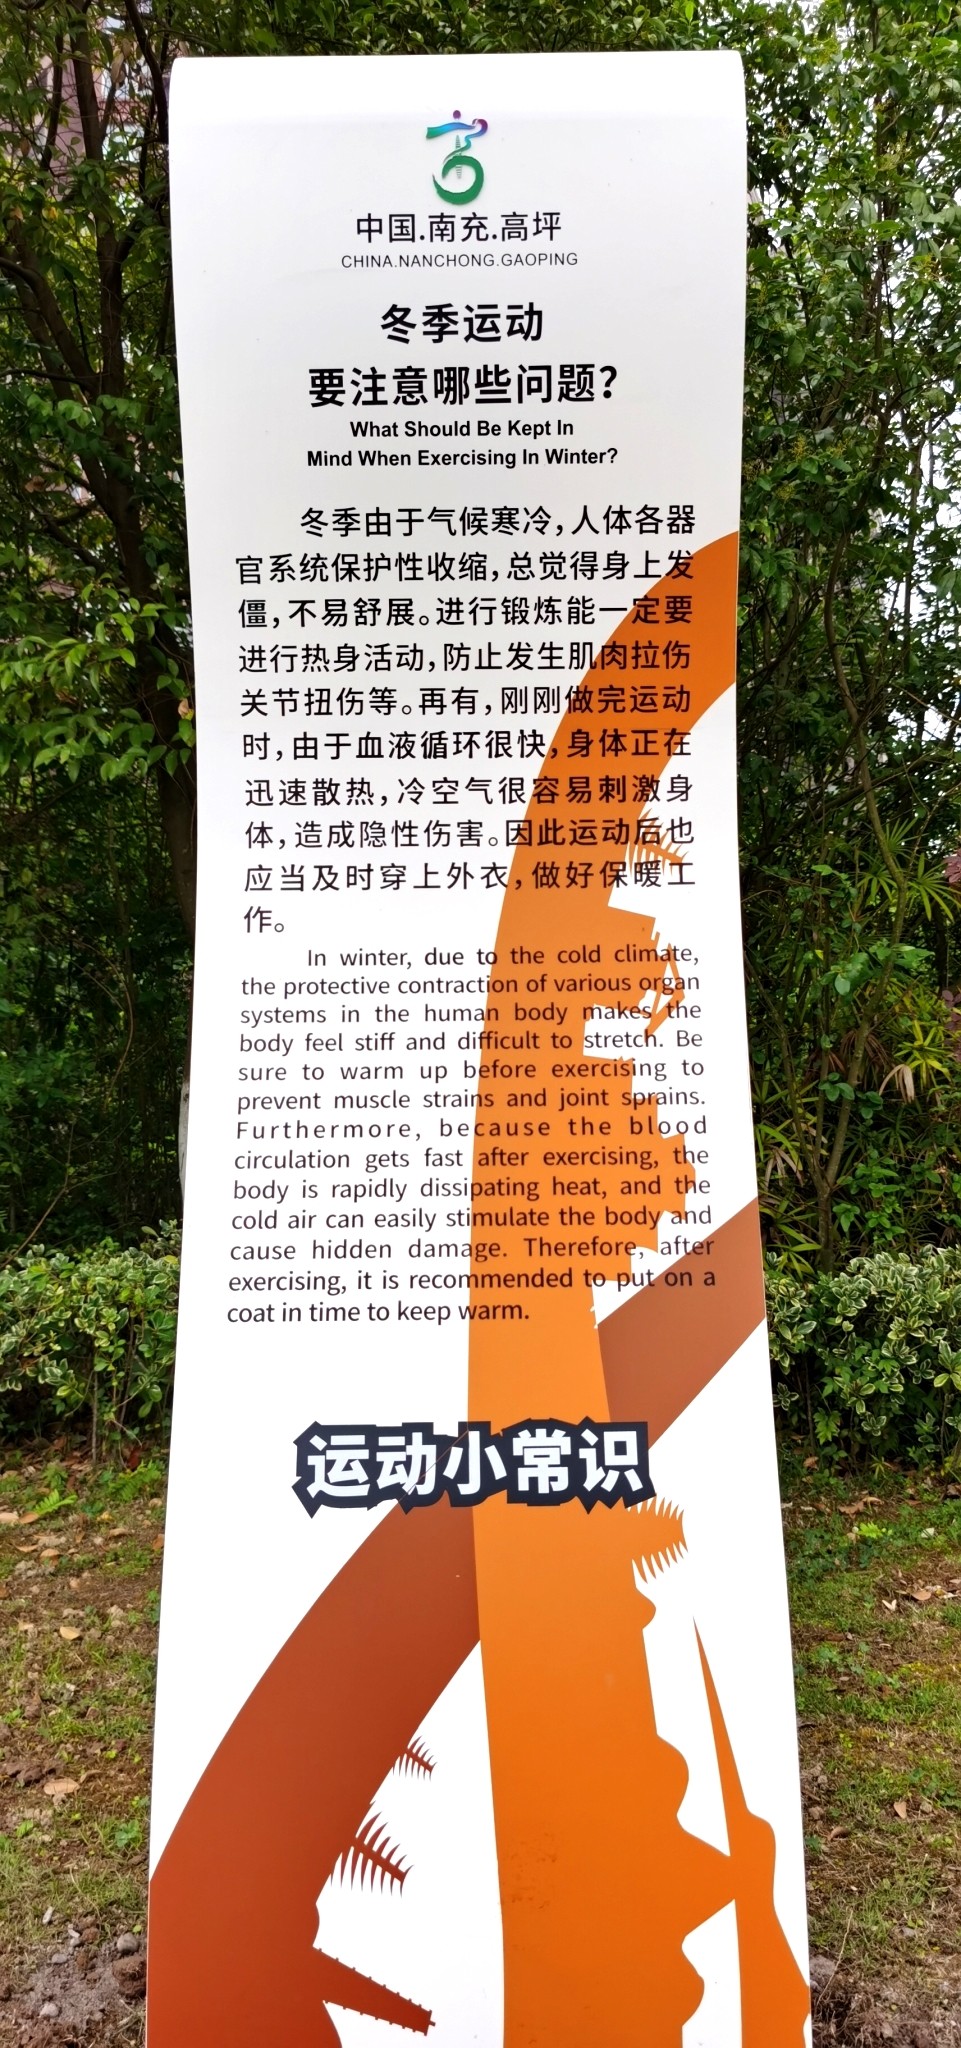 中国.南充.高坪
CHINA.NANCHONG.GAOPING
冬季运动
要注意哪些问题?
What Should Be Kept In
Mind When Exercising In Winter?
冬季由于气候寒冷,人体各器
官系统保护性收缩,总觉得身上发
僵,不易舒展。进行锻炼能一定要
进行热身活动,防止发生肌肉拉伤
关节扭伤等。再有,刚刚做完运动
时,由于血液循环很快,身体正在
迅速散热,冷空气很容易刺激身
体,造成隐性伤害。因此运动后也
应当及时穿上外衣,做好保暖工
作。
In winter, due to the cold climate,
the protective contraction of various organ
systems in the human body makes the
body feel stiff and difficult to stretch. Be
sure to warm up before exercising to
prevent muscle strains and joint sprains.
Furthermore, because the blood
circulation gets fast after exercising, the
body is rapidly dissipating heat, and the
cold air can easily stimulate the body and
cause hidden damage. Therefore, after
exercising, it is recommended to put on a
coat in time to keep warm.
运动小常识